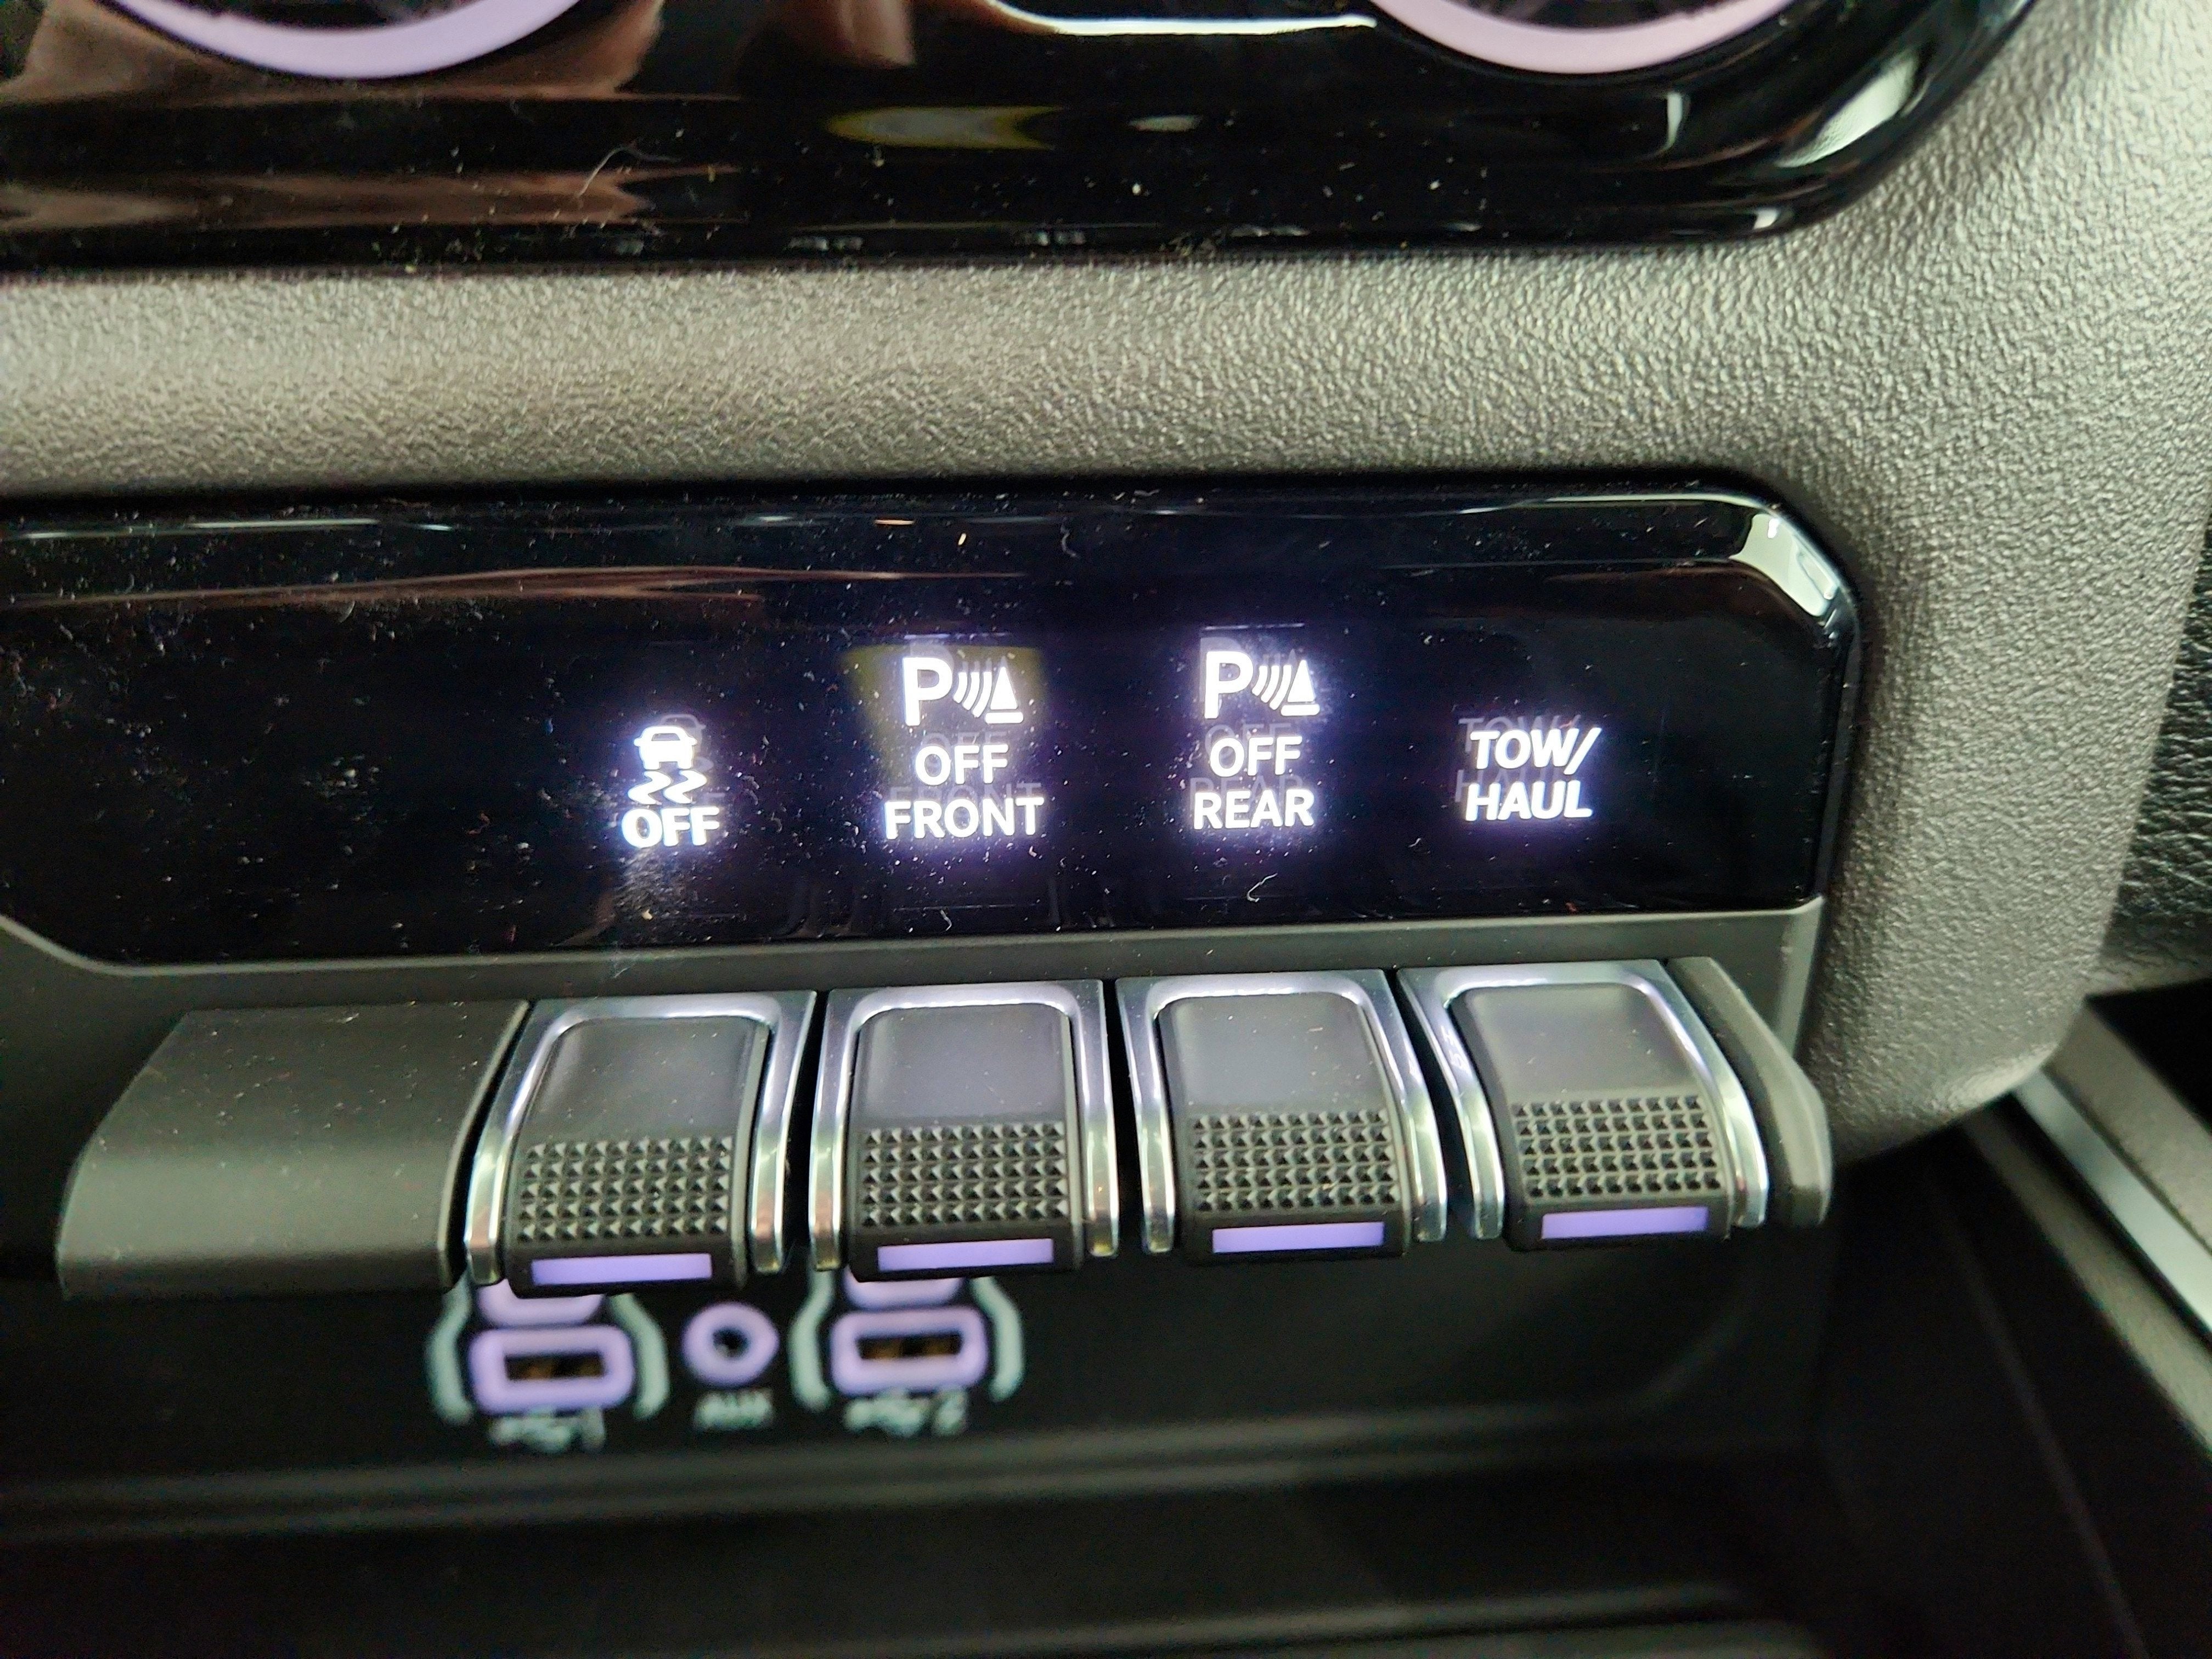 OFF
P
OFF
FRONT
P
OFF
REAR
TOW/
HAUL
AUX